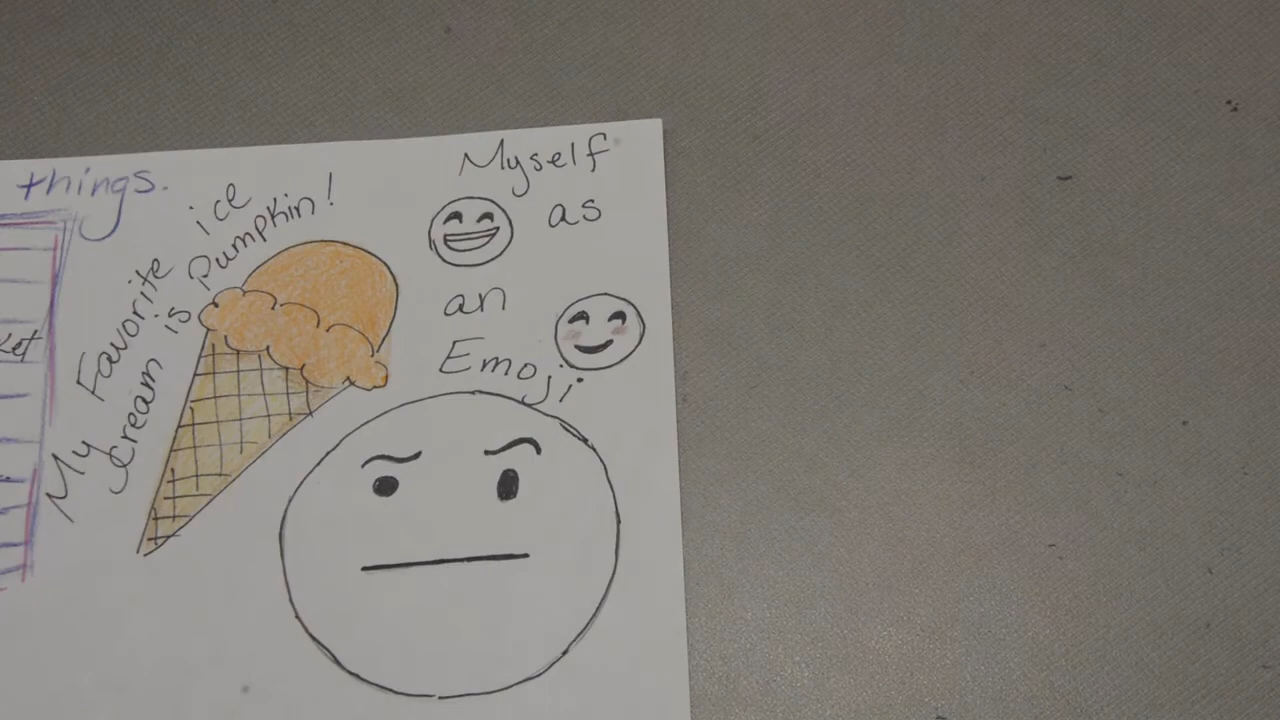 things.
My Favorite ice
cream is Pumpkin!
Myself
as
an
Emoji